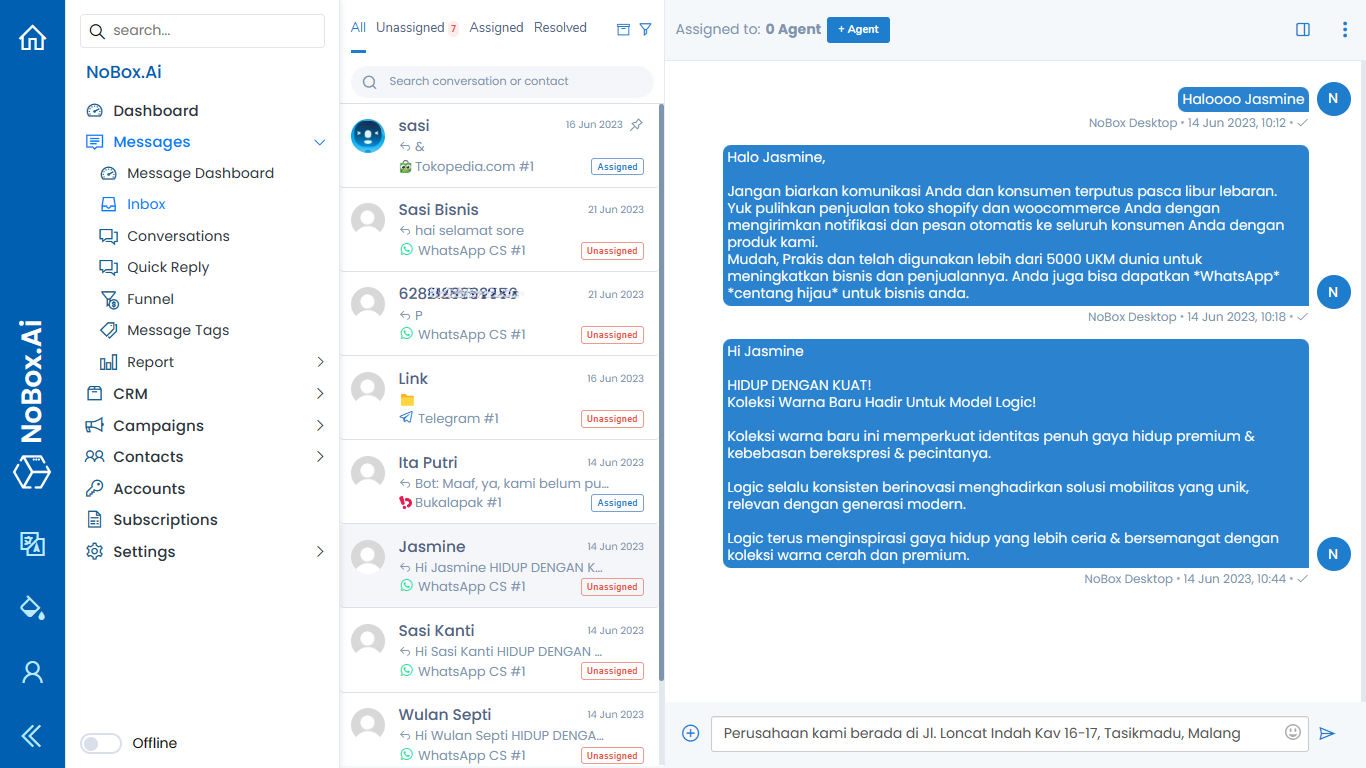 NoBox.Ai
search...
NoBox.Ai
Dashboard
Messages
Message Dashboard
Inbox
Conversations
Quick Reply
Funnel
Message Tags
Report
CRM
Campaigns
Contacts
Accounts
Subscriptions
Settings
Offline
All Unassigned 7 Assigned Resolved
Search conversation or contact
sasi 16 Jun 2023
&
Tokopedia.com #1 Assigned
Sasi Bisnis 21 Jun 2023
hai selamat sore
WhatsApp CS #1 Unassigned
21 Jun 2023
P
WhatsApp CS #1 Unassigned
Link 16 Jun 2023
Telegram #1 Unassigned
Ita Putri 14 Jun 2023
Bot: Maaf, ya, kami belum pu...
Bukalapak #1 Assigned
Jasmine 14 Jun 2023
Hi Jasmine HIDUP DENGAN K...
WhatsApp CS #1 Unassigned
Sasi Kanti 14 Jun 2023
Hi Sasi Kanti HIDUP DENGAN ...
WhatsApp CS #1 Unassigned
Wulan Septi 14 Jun 2023
Hi Wulan Septi HIDUP DENGA...
WhatsApp CS #1 Unassigned
Assigned to: 0 Agent + Agent
Haloooo Jasmine
N
NoBox Desktop • 14 Jun 2023, 10:12 •
Halo Jasmine,
Jangan biarkan komunikasi Anda dan konsumen terputus pasca libur lebaran.
Yuk pulihkan penjualan toko shopify dan woocommerce Anda dengan
mengirimkan notifikasi dan pesan otomatis ke seluruh konsumen Anda dengan
produk kami.
Mudah, Prakis dan telah digunakan lebih dari 5000 UKM dunia untuk
meningkatkan bisnis dan penjualannya. Anda juga bisa dapatkan *WhatsApp*
*centang hijau* untuk bisnis anda.
N
NoBox Desktop • 14 Jun 2023, 10:18 •
Hi Jasmine
HIDUP DENGAN KUAT!
Koleksi Warna Baru Hadir Untuk Model Logic!
Koleksi warna baru ini memperkuat identitas penuh gaya hidup premium &
kebebasan berekspresi & pecintanya.
Logic selalu konsisten berinovasi menghadirkan solusi mobilitas yang unik,
relevan dengan generasi modern.
Logic terus menginspirasi gaya hidup yang lebih ceria & bersemangat dengan
koleksi warna cerah dan premium.
N
NoBox Desktop • 14 Jun 2023, 10:44 •
Perusahaan kami berada di Jl. Loncat Indah Kav 16-17, Tasikmadu, Malang